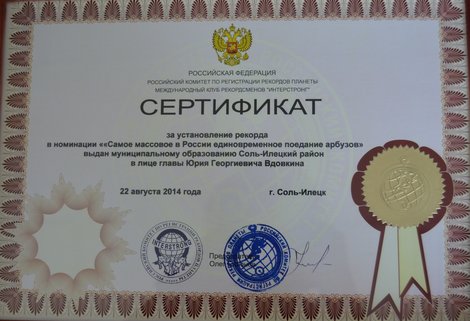 РОССИЙСКАЯ ФЕДЕРАЦИЯ
РОССИЙСКИЙ КОМИТЕТ ПО РЕГИСТРАЦИИ РЕКОРДОВ ПЛАНЕТЫ
МЕЖДУНАРОДНЫЙ КЛУБ РЕКОРДСМЕНОВ "ИНТЕРСТРОНГ"
СЕРТИФИКАТ
за установление рекорда
в номинации ««Самое массовое в России единовременное поедание арбузов»
выдан муниципальному образованию Соль-Илецкий район
в лице главы Юрия Георгиевича Вдовкина
22 августа 2014 года г. Соль-Илецк
INTERSTRONG